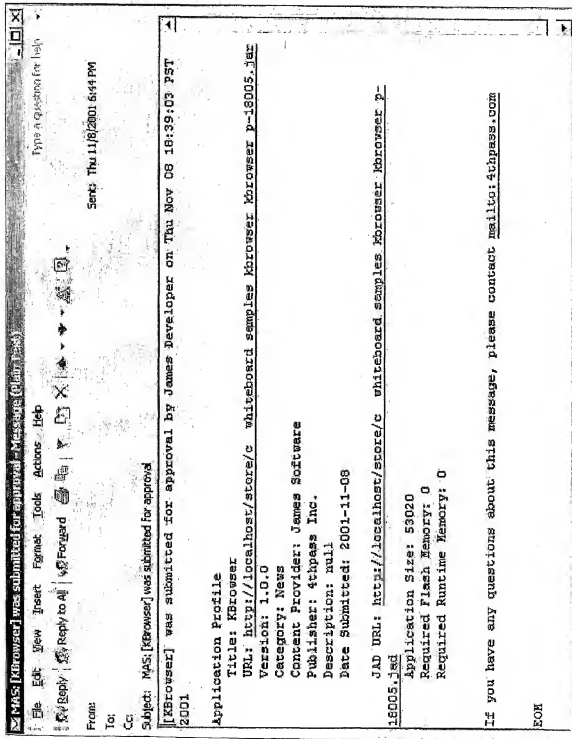 MAS: [KBrowser] was submitted for approval - Message (Plain Text)
File Edit View Insert Format Tools Actions Help
Type a question for help
Reply Reply to All Forward
From:
Sent: Thu 11/8/2001 6:44 PM
To:
Cc:
Subject: MAS: [KBrowser] was submitted for approval
[KBrowser] was submitted for approval by James Developer on Thu Nov 08 18:39:03 PST
2001
Application Profile
Title: KBrowser
URL: http://localhost/store/c whiteboard samples kbrowser kbrowser p-18005.jar
Version: 1.0.0
Category: News
Content Provider: James Software
Publisher: 4thpass Inc.
Description: null
Date Submitted: 2001-11-08
JAD URL: http://localhost/store/c whiteboard samples kbrowser kbrowser p-
18005.jad
Application Size: 53020
Required Flash Memory: 0
Required Runtime Memory: 0
If you have any questions about this message, please contact mailto:4thpass.com
EOM